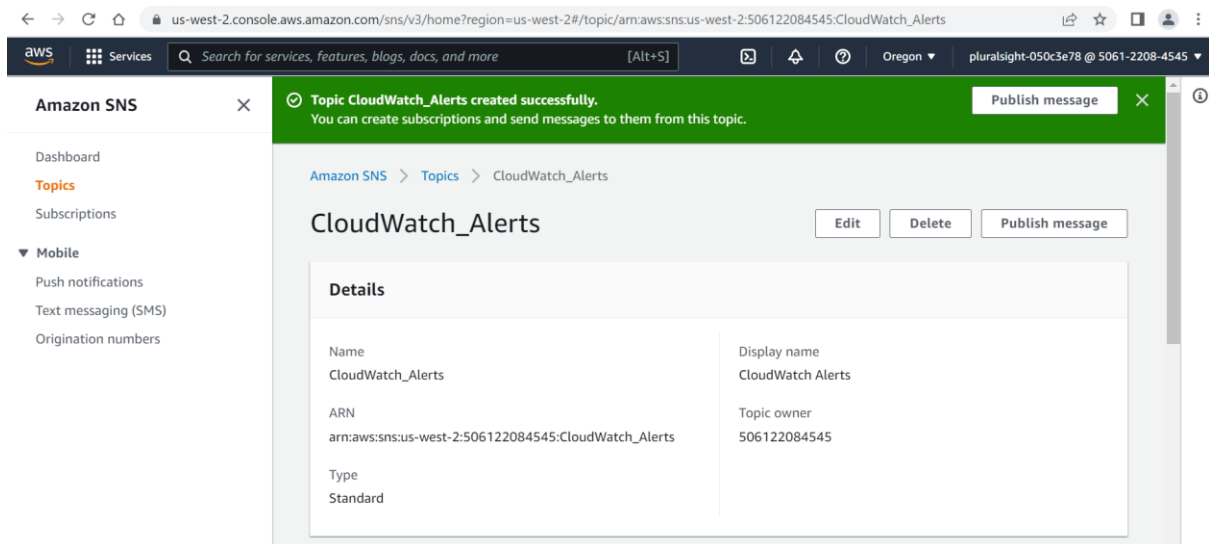 us-west-2.console.aws.amazon.com/sns/v3/home?region=us-west-2#/topic/arn:aws:sns:us-west-2:506122084545:CloudWatch_Alerts
aws Services Search for services, features, blogs, docs, and more [Alt+S] Oregon ▼ pluralsight-050c3e78 @ 5061-2208-4545 ▼
Amazon SNS
Dashboard
Topics
Subscriptions
▼ Mobile
Push notifications
Text messaging (SMS)
Origination numbers
Topic CloudWatch_Alerts created successfully.
You can create subscriptions and send messages to them from this topic.
Publish message
Amazon SNS > Topics > CloudWatch_Alerts
CloudWatch_Alerts
Edit Delete Publish message
Details
Name
CloudWatch_Alerts
ARN
arn:aws:sns:us-west-2:506122084545:CloudWatch_Alerts
Type
Standard
Display name
CloudWatch Alerts
Topic owner
506122084545